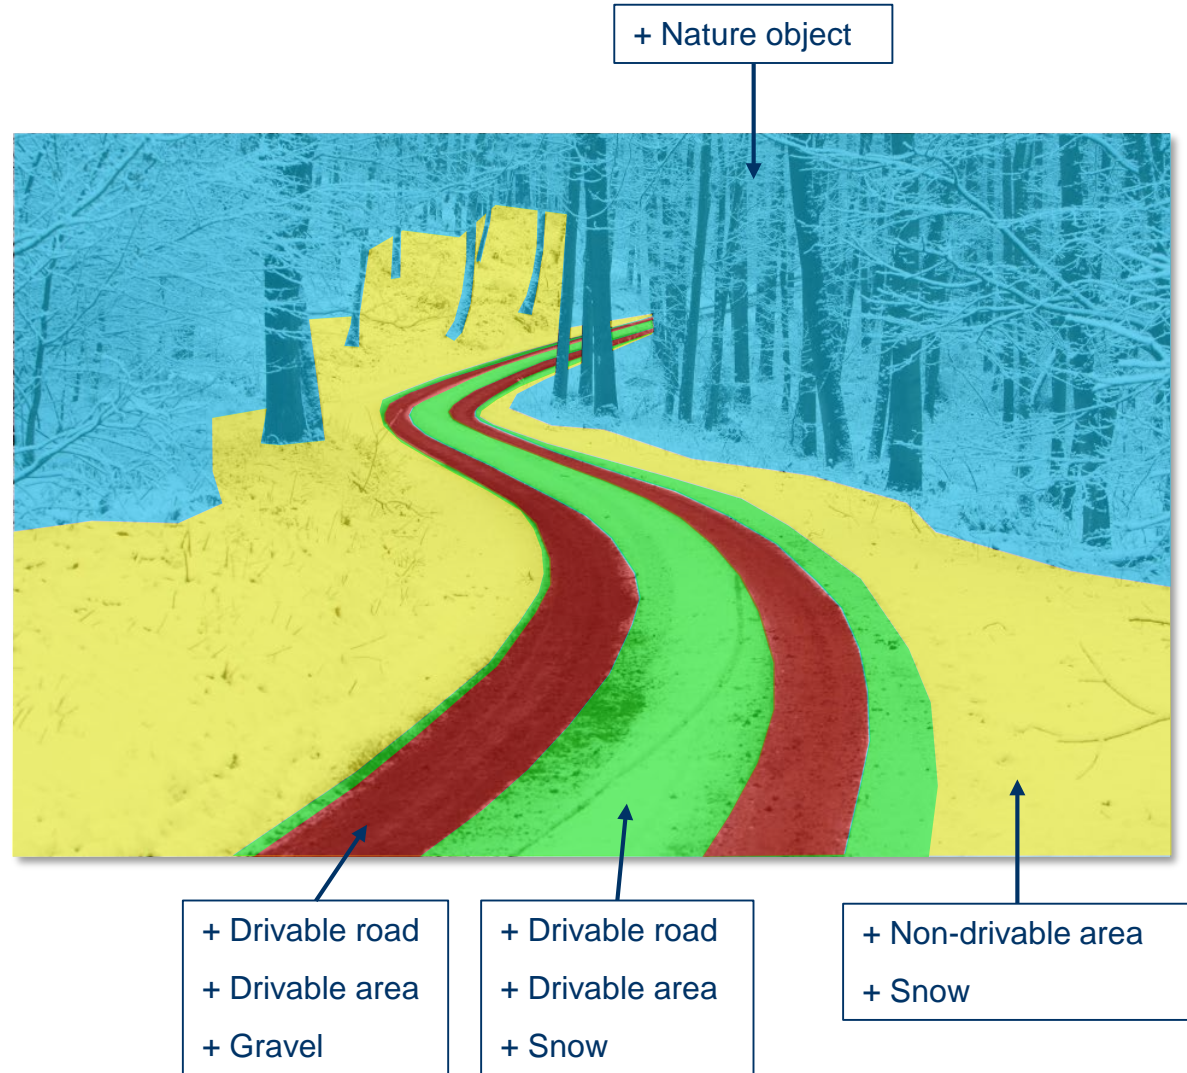 + Nature object
+ Drivable road
+ Drivable area
+ Gravel
+ Drivable road
+ Drivable area
+ Snow
+ Non-drivable area
+ Snow